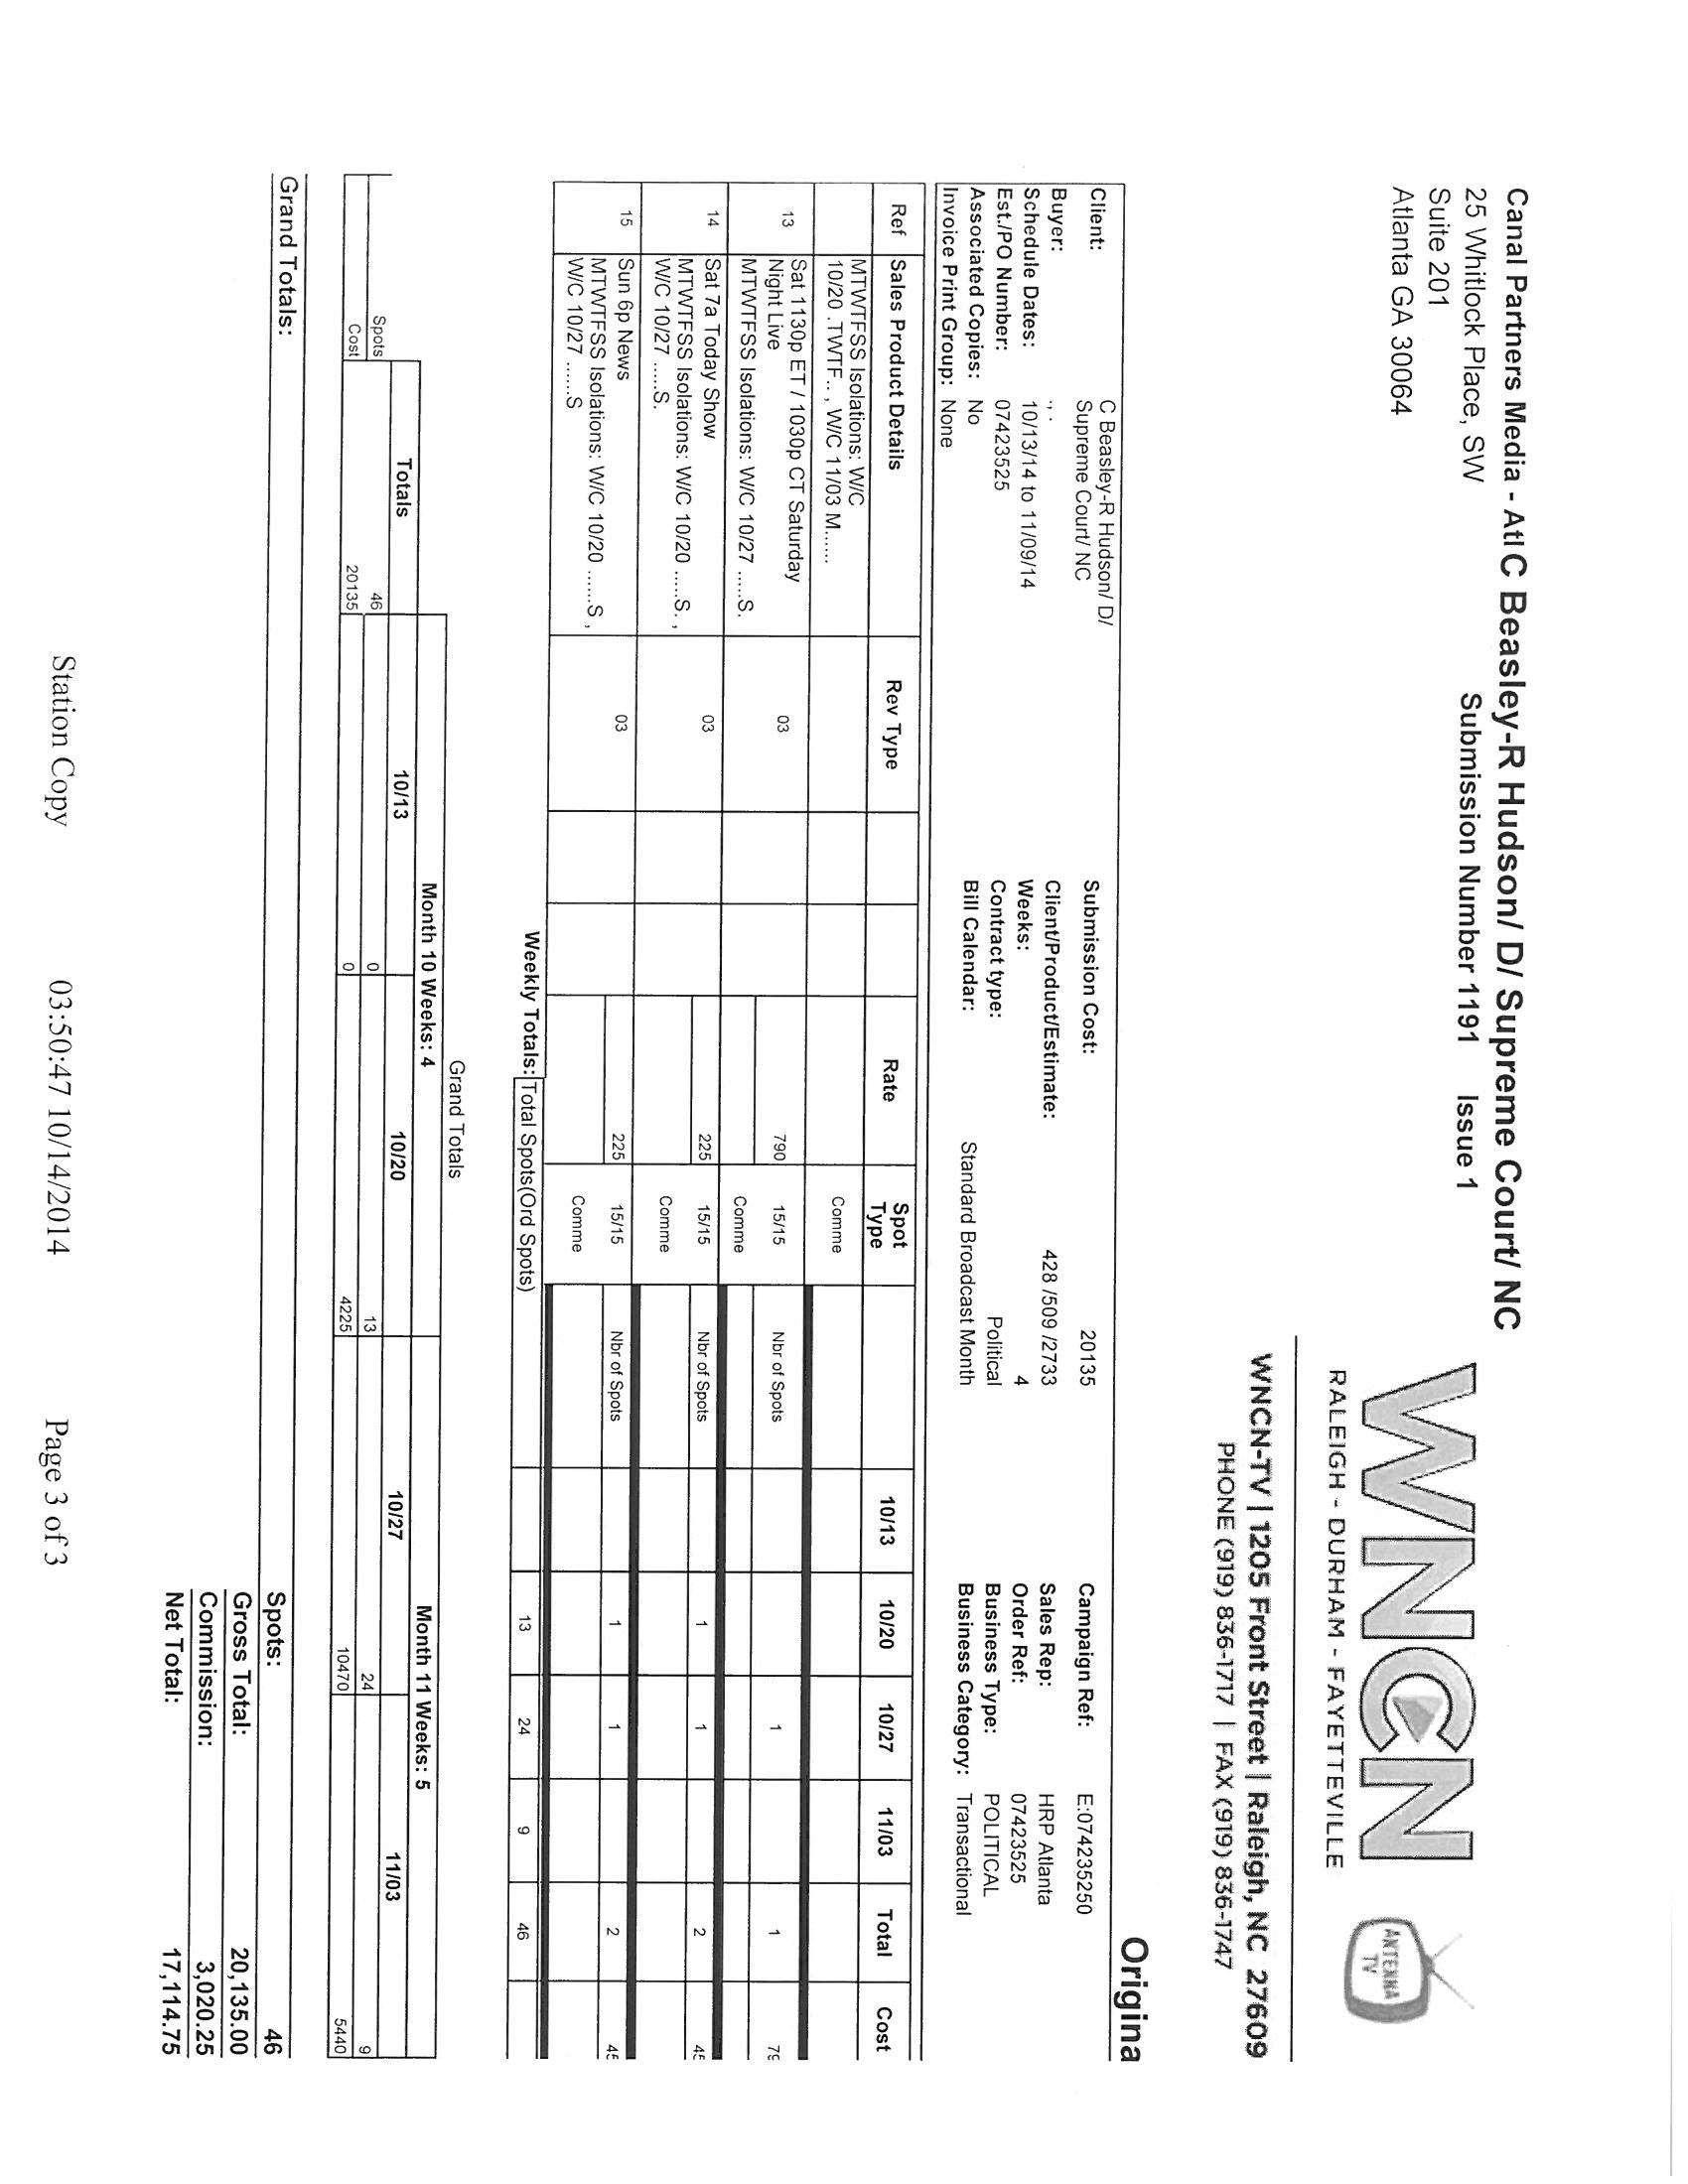 Canal Partners Media - Atl C Beasley-R Hudson/ D/ Supreme Court/ NC
25 Whitlock Place, SW
Submission Number 1191 Issue 1
Suite 201
Atlanta GA 30064
WNCN
RALEIGH - DURHAM - FAYETTEVILLE
ANTENNA
TV
WNCN-TV | 1205 Front Street | Raleigh, NC 27609
PHONE (919) 836-1717 | FAX (919) 836-1747
Origina
Client: C Beasley-R Hudson/ D/ Submission Cost: 20135 Campaign Ref: E:074235250
Supreme Court/ NC
Buyer: ., . Client/Product/Estimate: 428 /509 /2733 Sales Rep: HRP Atlanta
Schedule Dates: 10/13/14 to 11/09/14 Weeks: 4 Order Ref: 07423525
Est./PO Number: 07423525 Contract type: Political Business Type: POLITICAL
Associated Copies: No Bill Calendar: Standard Broadcast Month Business Category: Transactional
Invoice Print Group: None
Ref Sales Product Details Rev Type Rate Spot Type 10/13 10/20 10/27 11/03 Total Cost
MTWTFSS Isolations: W/C Comme
10/20 .TWTF.. , W/C 11/03 M......
13 Sat 1130p ET / 1030p CT Saturday 03 790 15/15 Nbr of Spots 1 1 79
Night Live
MTWTFSS Isolations: W/C 10/27 .....S. Comme
14 Sat 7a Today Show 03 225 15/15 Nbr of Spots 1 1 2 45
MTWTFSS Isolations: W/C 10/20 .....S. , Comme
W/C 10/27 .....S.
15 Sun 6p News 03 225 15/15 Nbr of Spots 1 1 2 45
MTWTFSS Isolations: W/C 10/20 ......S , Comme
W/C 10/27 ......S
Weekly Totals: Total Spots(Ord Spots) 13 24 9 46
Grand Totals
Month 10 Weeks: 4 Month 11 Weeks: 5
Totals 10/13 10/20 10/27 11/03
Spots 46 0 13 24 9
Cost 20135 0 4225 10470 5440
Grand Totals: Spots: 46
Gross Total: 20,135.00
Commission: 3,020.25
Net Total: 17,114.75
Station Copy 03:50:47 10/14/2014 Page 3 of 3